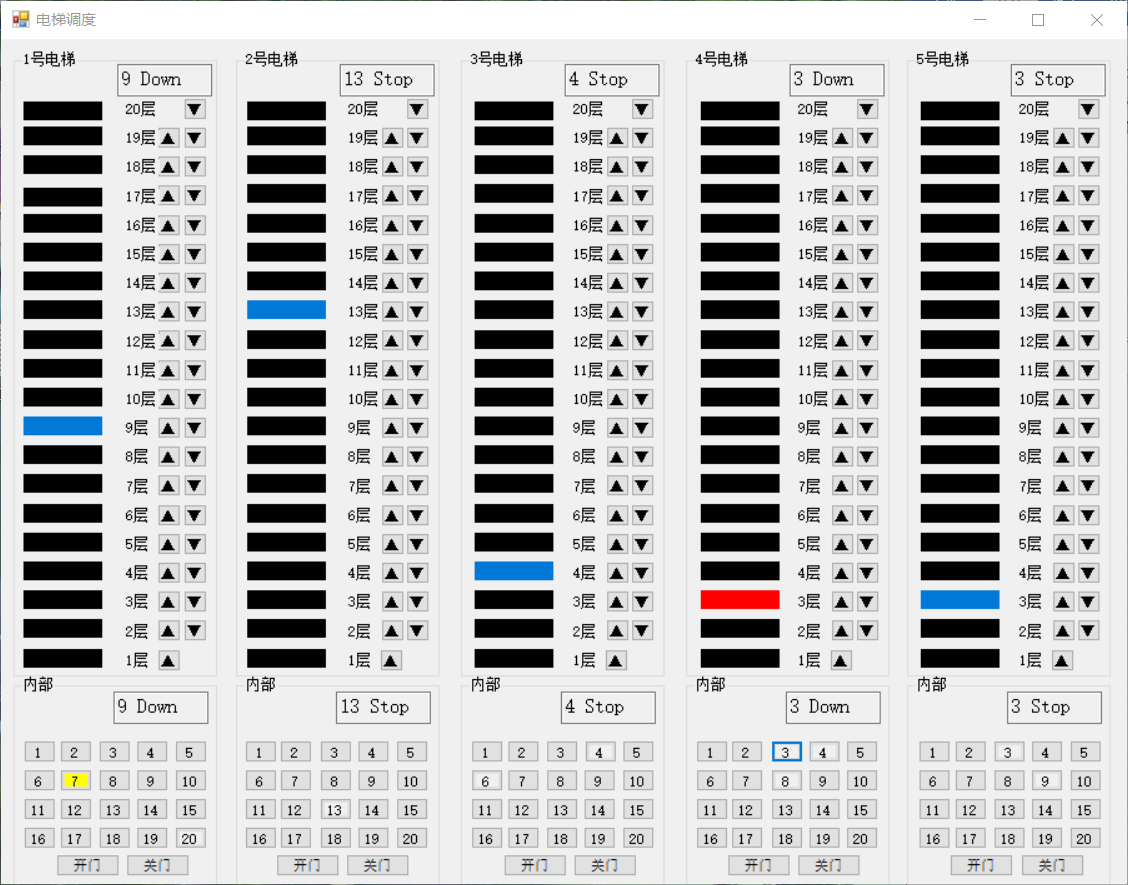 电梯调度
1号电梯 2号电梯 3号电梯 4号电梯 5号电梯
9 Down 13 Stop 4 Stop 3 Down 3 Stop
20层 ▼ 20层 ▼ 20层 ▼ 20层 ▼ 20层 ▼
19层 ▲ ▼ 19层 ▲ ▼ 19层 ▲ ▼ 19层 ▲ ▼ 19层 ▲ ▼
18层 ▲ ▼ 18层 ▲ ▼ 18层 ▲ ▼ 18层 ▲ ▼ 18层 ▲ ▼
17层 ▲ ▼ 17层 ▲ ▼ 17层 ▲ ▼ 17层 ▲ ▼ 17层 ▲ ▼
16层 ▲ ▼ 16层 ▲ ▼ 16层 ▲ ▼ 16层 ▲ ▼ 16层 ▲ ▼
15层 ▲ ▼ 15层 ▲ ▼ 15层 ▲ ▼ 15层 ▲ ▼ 15层 ▲ ▼
14层 ▲ ▼ 14层 ▲ ▼ 14层 ▲ ▼ 14层 ▲ ▼ 14层 ▲ ▼
13层 ▲ ▼ 13层 ▲ ▼ 13层 ▲ ▼ 13层 ▲ ▼ 13层 ▲ ▼
12层 ▲ ▼ 12层 ▲ ▼ 12层 ▲ ▼ 12层 ▲ ▼ 12层 ▲ ▼
11层 ▲ ▼ 11层 ▲ ▼ 11层 ▲ ▼ 11层 ▲ ▼ 11层 ▲ ▼
10层 ▲ ▼ 10层 ▲ ▼ 10层 ▲ ▼ 10层 ▲ ▼ 10层 ▲ ▼
9层 ▲ ▼ 9层 ▲ ▼ 9层 ▲ ▼ 9层 ▲ ▼ 9层 ▲ ▼
8层 ▲ ▼ 8层 ▲ ▼ 8层 ▲ ▼ 8层 ▲ ▼ 8层 ▲ ▼
7层 ▲ ▼ 7层 ▲ ▼ 7层 ▲ ▼ 7层 ▲ ▼ 7层 ▲ ▼
6层 ▲ ▼ 6层 ▲ ▼ 6层 ▲ ▼ 6层 ▲ ▼ 6层 ▲ ▼
5层 ▲ ▼ 5层 ▲ ▼ 5层 ▲ ▼ 5层 ▲ ▼ 5层 ▲ ▼
4层 ▲ ▼ 4层 ▲ ▼ 4层 ▲ ▼ 4层 ▲ ▼ 4层 ▲ ▼
3层 ▲ ▼ 3层 ▲ ▼ 3层 ▲ ▼ 3层 ▲ ▼ 3层 ▲ ▼
2层 ▲ ▼ 2层 ▲ ▼ 2层 ▲ ▼ 2层 ▲ ▼ 2层 ▲ ▼
1层 ▲ 1层 ▲ 1层 ▲ 1层 ▲ 1层 ▲
内部 内部 内部 内部 内部
9 Down 13 Stop 4 Stop 3 Down 3 Stop
1 2 3 4 5 1 2 3 4 5 1 2 3 4 5 1 2 3 4 5 1 2 3 4 5
6 7 8 9 10 6 7 8 9 10 6 7 8 9 10 6 7 8 9 10 6 7 8 9 10
11 12 13 14 15 11 12 13 14 15 11 12 13 14 15 11 12 13 14 15 11 12 13 14 15
16 17 18 19 20 16 17 18 19 20 16 17 18 19 20 16 17 18 19 20 16 17 18 19 20
开门 关门 开门 关门 开门 关门 开门 关门 开门 关门